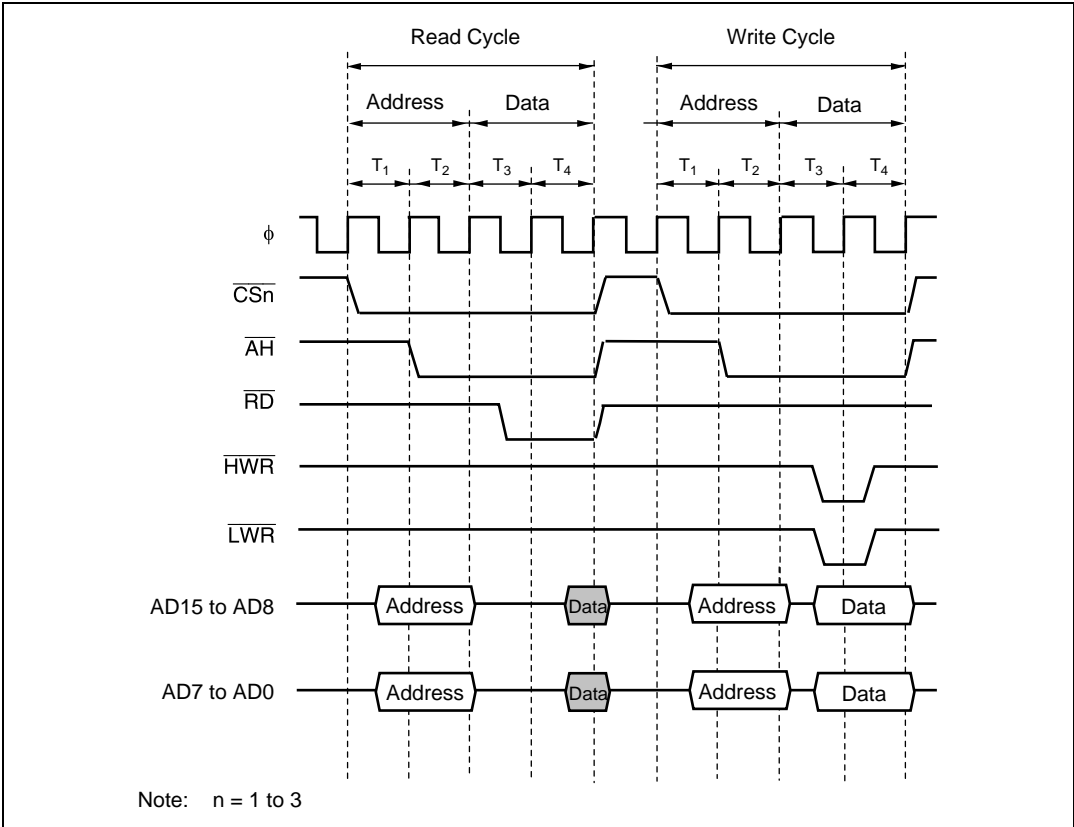 Read Cycle Write Cycle
Address Data Address Data
T1 T2 T3 T4 T1 T2 T3 T4
ϕ
CSn
AH
RD
HWR
LWR
AD15 to AD8 Address Data Address Data
AD7 to AD0 Address Data Address Data
Note: n = 1 to 3